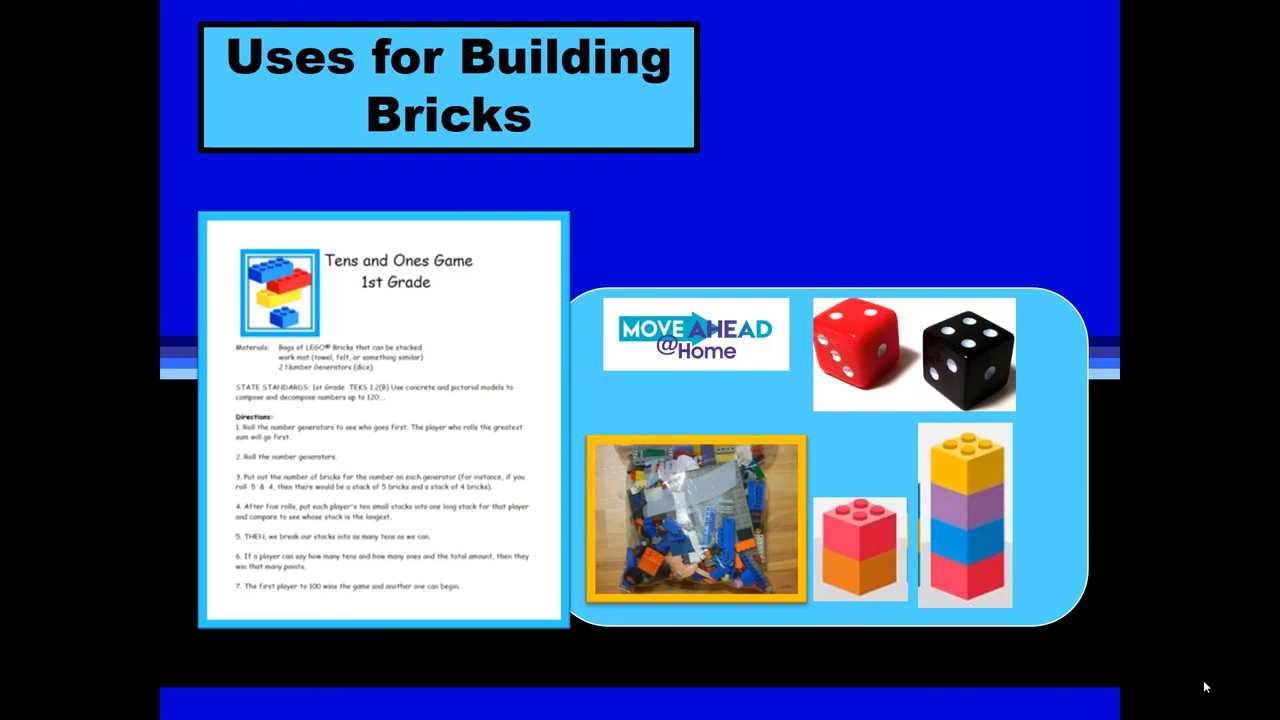 Uses for Building
Bricks
Tens and Ones Game
1st Grade
Materials: Bags of LEGO® Bricks that can be stacked
work mat (towel, felt, or something similar)
2 Number Generators (dice)
STATE STANDARDS: 1st Grade TEKS 1.2(B) Use concrete and pictorial models to
compose and decompose numbers up to 120...
Directions:
1. Roll the number generators to see who goes first. The player who rolls the greatest
sum will go first.
2. Roll the number generators.
3. Put out the number of bricks for the number on each generator (for instance, if you
roll 5 & 4, then there would be a stack of 5 bricks and a stack of 4 bricks).
4. After five rolls, put each player's ten small stacks into one long stack for that player
and compare to see whose stack is the longest.
5. THEN, we break our stacks into as many tens as we can.
6. If a player can say how many tens and how many ones and the total amount, then they
win that many points.
7. The first player to 100 wins the game and another one can begin.
MOVE AHEAD
@Home